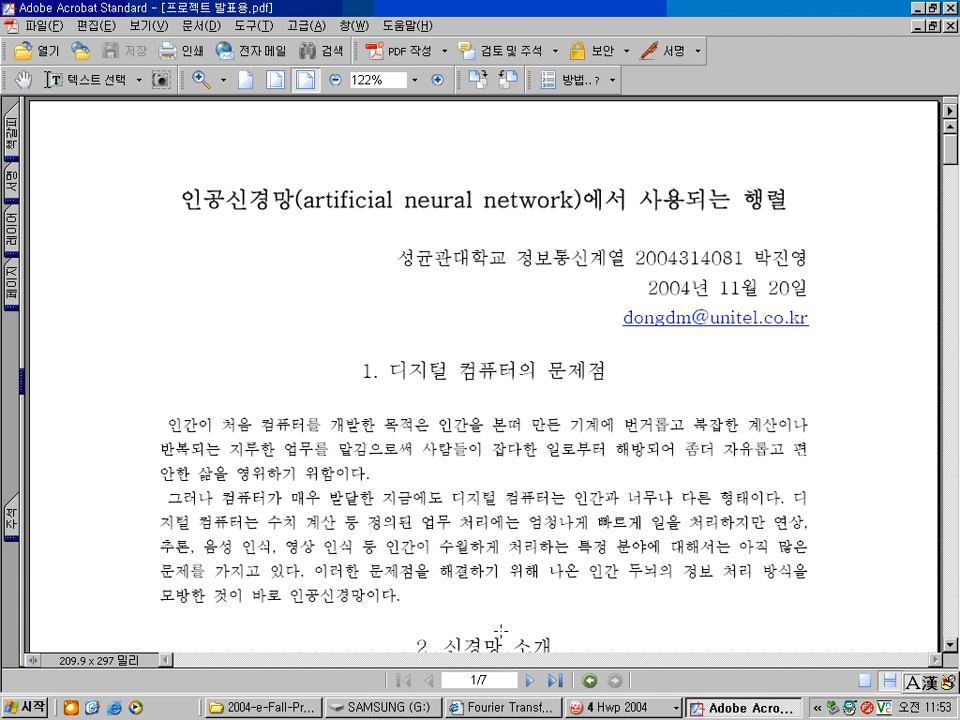 Adobe Acrobat Standard - [프로젝트 발표용.pdf]
파일(F) 편집(E) 보기(V) 문서(D) 도구(T) 고급(A) 창(W) 도움말(H)
열기 저장 인쇄 전자 메일 검색 PDF 작성 검토 및 주석 보안 서명
텍스트 선택 122% 방법..?
책갈피
서명
레이어
페이지
주석
인공신경망(artificial neural network)에서 사용되는 행렬
성균관대학교 정보통신계열 2004314081 박진영
2004년 11월 20일
dongdm@unitel.co.kr
1. 디지털 컴퓨터의 문제점
인간이 처음 컴퓨터를 개발한 목적은 인간을 본떠 만든 기계에 번거롭고 복잡한 계산이나
반복되는 지루한 업무를 맡김으로써 사람들이 잡다한 일로부터 해방되어 좀더 자유롭고 편
안한 삶을 영위하기 위함이다.
그러나 컴퓨터가 매우 발달한 지금에도 디지털 컴퓨터는 인간과 너무나 다른 형태이다. 디
지털 컴퓨터는 수치 계산 등 정의된 업무 처리에는 엄청나게 빠르게 일을 처리하지만 연상,
추론, 음성 인식, 영상 인식 등 인간이 수월하게 처리하는 특정 분야에 대해서는 아직 많은
문제를 가지고 있다. 이러한 문제점을 해결하기 위해 나온 인간 두뇌의 정보 처리 방식을
모방한 것이 바로 인공신경망이다.
2. 신경망 소개
209.9 x 297 밀리
1/7
A漢
시작 2004-e-Fall-Pr... SAMSUNG (G:) Fourier Transf... 4 Hwp 2004 Adobe Acro... « 오전 11:53